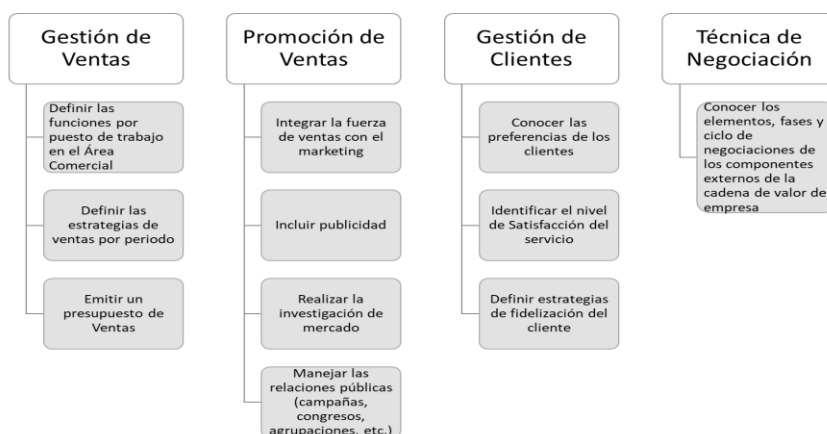 Gestión de
Ventas
Definir las
funciones por
puesto de trabajo
en el Área
Comercial
Definir las
estrategias de
ventas por periodo
Emitir un
presupuesto de
Ventas
Promoción de
Ventas
Integrar la fuerza
de ventas con el
marketing
Incluir publicidad
Realizar la
investigación de
mercado
Manejar las
relaciones públicas
(campañas,
congresos,
agrupaciones, etc.)
Gestión de
Clientes
Conocer las
preferencias de los
clientes
Identificar el nivel
de Satisfacción del
servicio
Definir estrategias
de fidelización del
cliente
Técnica de
Negociación
Conocer los
elementos, fases y
ciclo de
negociaciones de
los componentes
externos de la
cadena de valor de
empresa